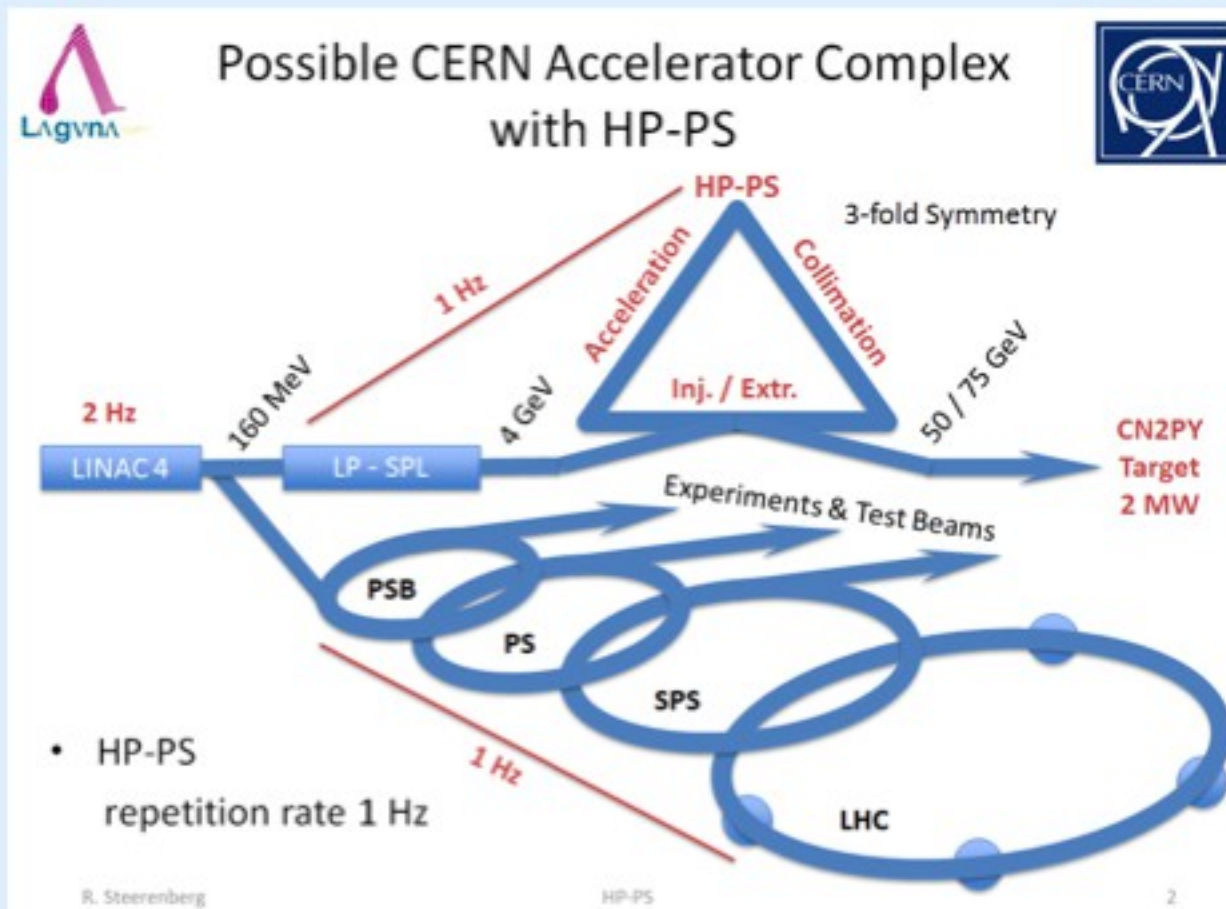 Possible CERN Accelerator Complex
with HP-PS
LAgvnA
CERN
HP-PS
3-fold Symmetry
Acceleration
Collimation
1 Hz
Inj. / Extr.
2 Hz
160 MeV
4 GeV
50 / 75 GeV
LINAC 4
LP - SPL
CN2PY
Target
2 MW
Experiments & Test Beams
PSB
PS
SPS
LHC
1 Hz
• HP-PS
repetition rate 1 Hz
R. Steerenberg
HP-PS
2